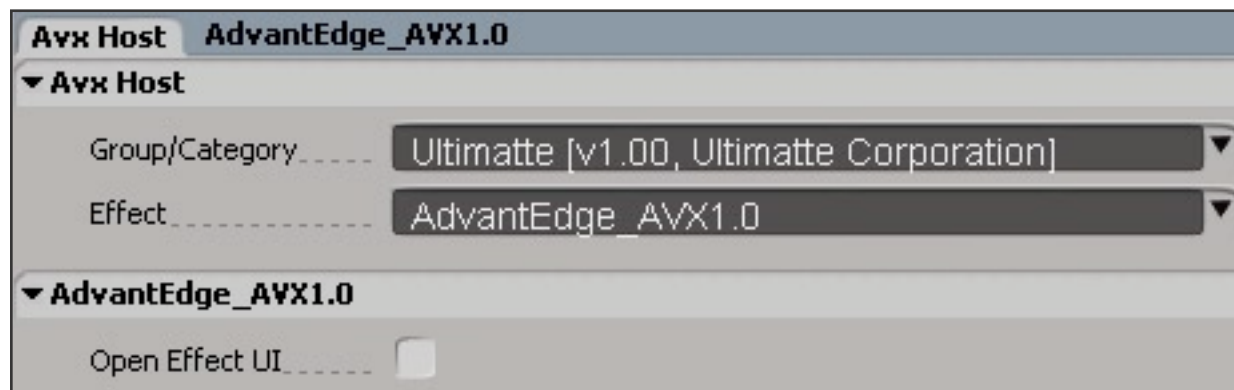 Avx Host AdvantEdge_AVX1.0
Avx Host
Group/Category Ultimatte [v1.00, Ultimatte Corporation]
Effect AdvantEdge_AVX1.0
AdvantEdge_AVX1.0
Open Effect UI